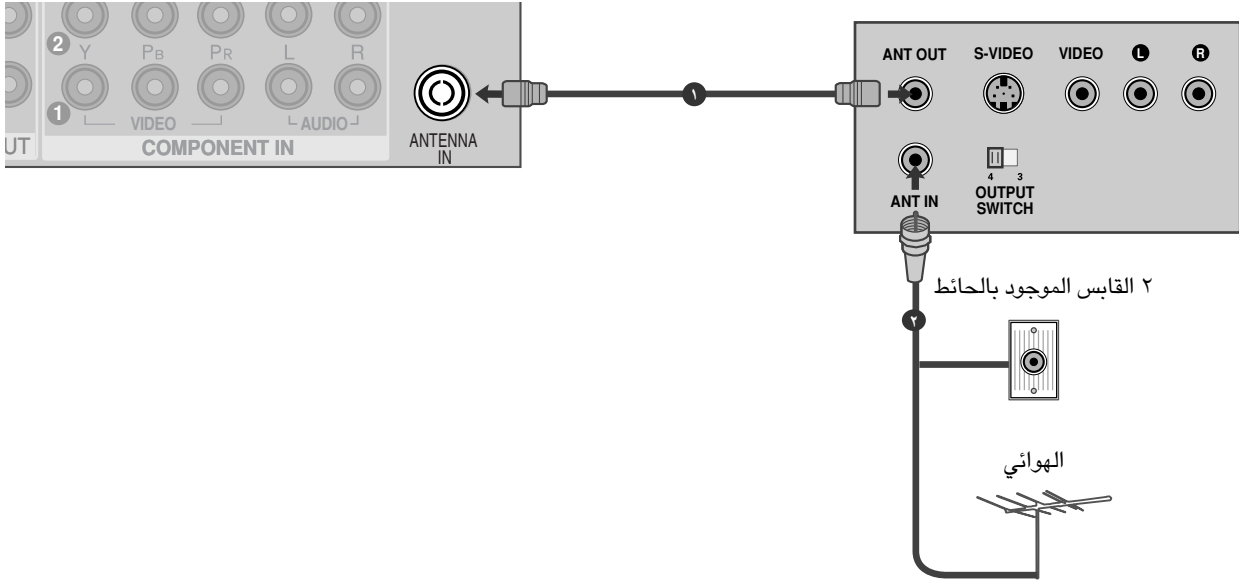 2 Y PB PR L R
1
VIDEO AUDIO
UT COMPONENT IN
ANTENNA
IN
١
ANT OUT S-VIDEO VIDEO L R
4 3
ANT IN
OUTPUT
SWITCH
٢ القابس الموجود بالحائط
٢
الهوائي